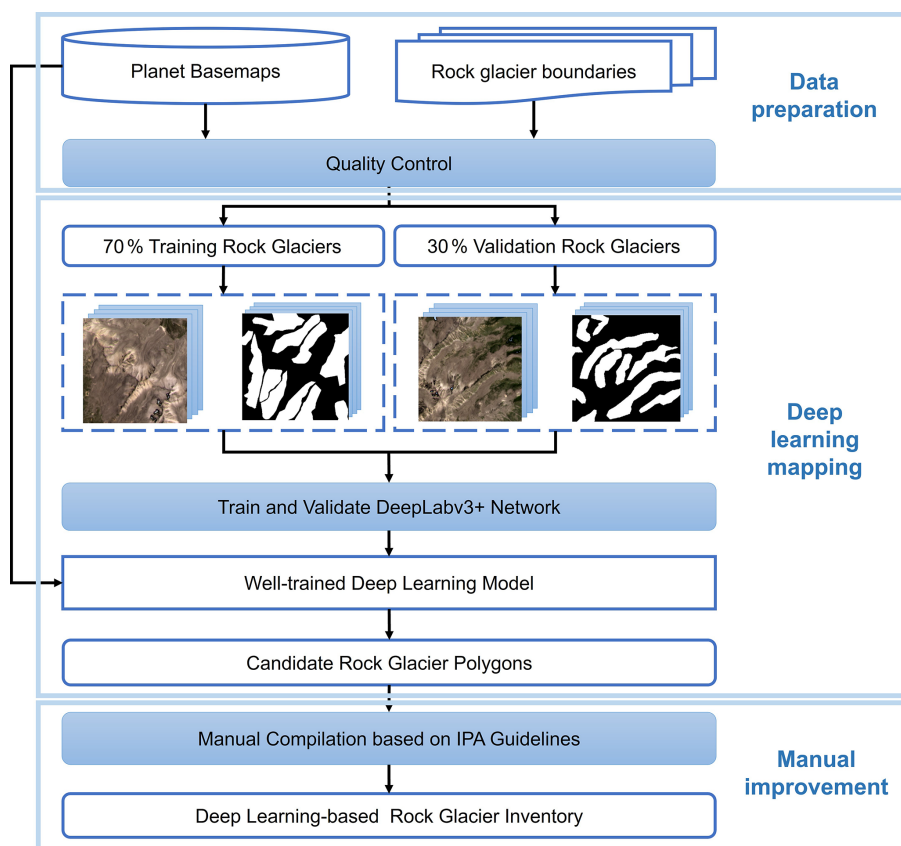 Planet Basemaps
Rock glacier boundaries
Data
preparation
Quality Control
70 % Training Rock Glaciers
30 % Validation Rock Glaciers
Deep
learning
mapping
Train and Validate DeepLabv3+ Network
Well-trained Deep Learning Model
Candidate Rock Glacier Polygons
Manual Compilation based on IPA Guidelines
Manual
improvement
Deep Learning-based Rock Glacier Inventory